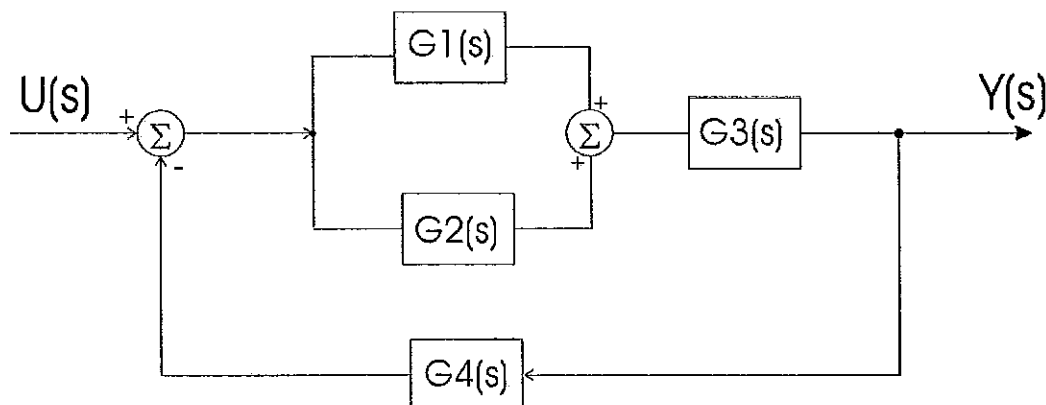 G1(s)
U(s)
+
Σ
-
+
Σ
+
G3(s)
Y(s)
G2(s)
G4(s)